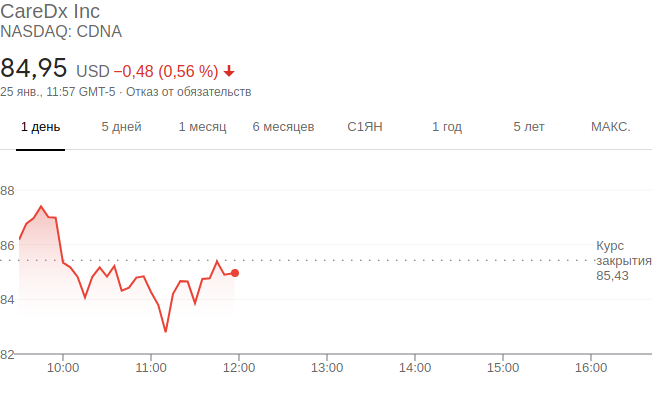 CareDx Inc
NASDAQ: CDNA
84,95 USD −0,48 (0,56 %)
25 янв., 11:57 GMT-5 · Отказ от обязательств
1 день 5 дней 1 месяц 6 месяцев С1ЯН 1 год 5 лет МАКС.
88
86
Курс
закрытия
85,43
84
82
10:00 11:00 12:00 13:00 14:00 15:00 16:00